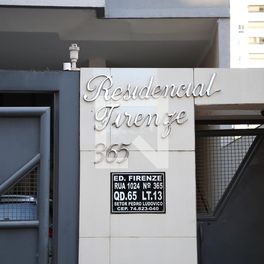 Residencial
Firenze
365
ED. FIRENZE
RUA 1024 Nº 365
QD.65 LT.13
SETOR PEDRO LUDOVICO
CEP. 74.823-040